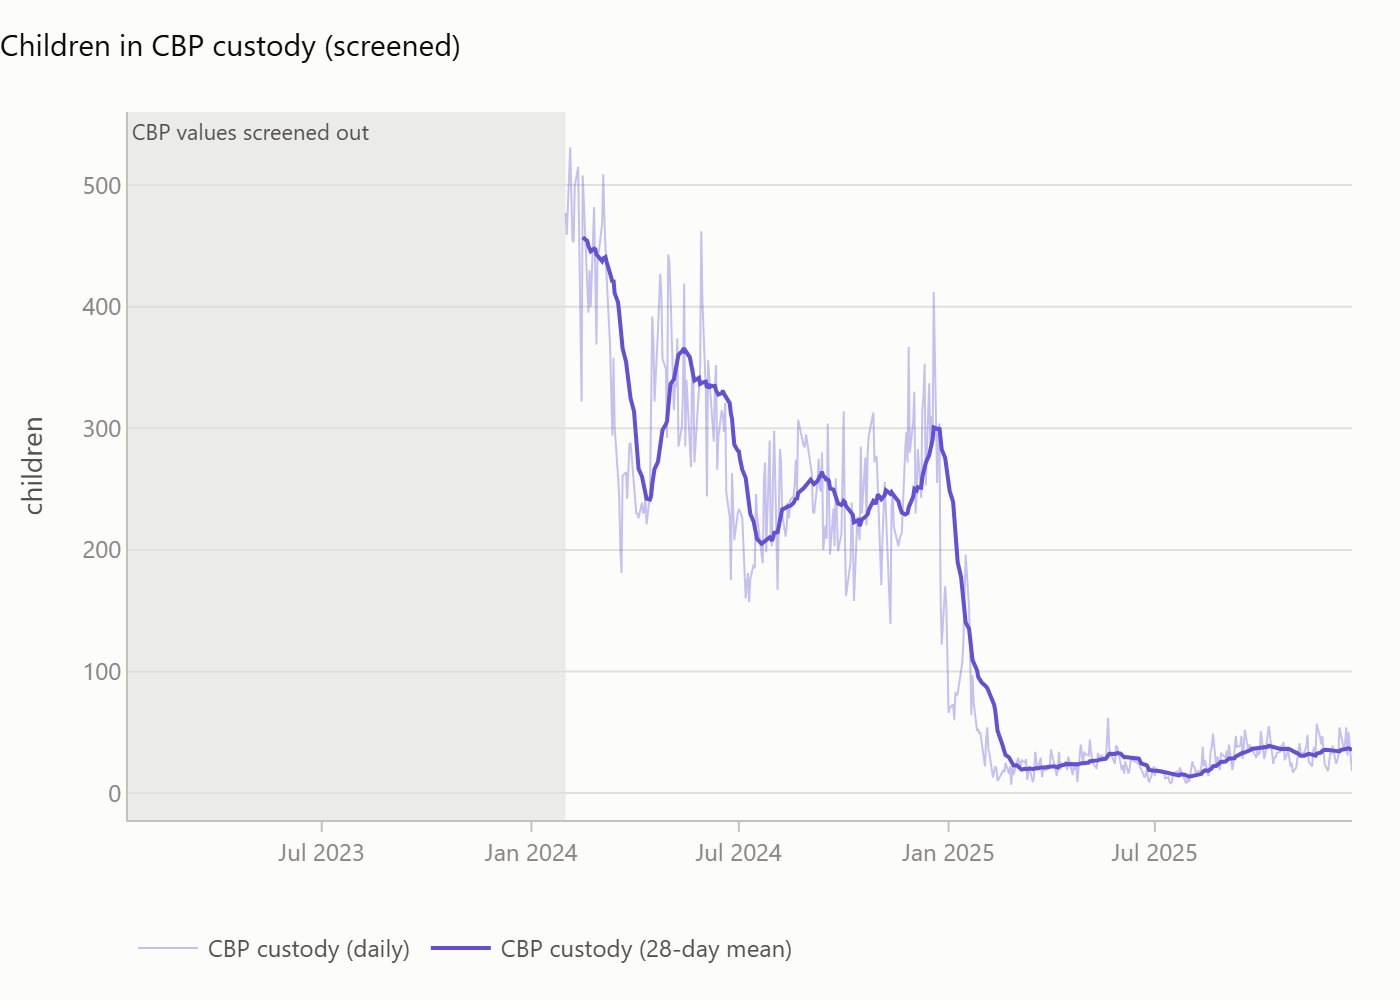 Children in CBP custody (screened)
CBP values screened out
500
400
300
200
100
0
children
Jul 2023
Jan 2024
Jul 2024
Jan 2025
Jul 2025
CBP custody (daily)
CBP custody (28-day mean)